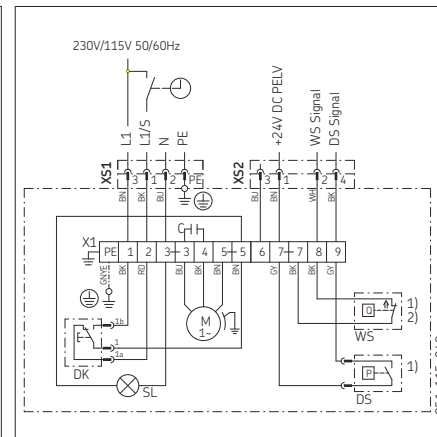 230V/115V 50/60Hz
L1
L1/S
N
PE
+24V DC PELV
WS Signal
DS Signal
XS1
3 1 2 PE
XS2
3 1 2 4
BN BK BU
BU BN WH BK
C
X1
PE 1 2 3 3 4 5 5 6 7 7 8 9
GNYE
BK RD BU BK BN BN GY BK BK GY
M
1~
1b
1
1a
DK
SL
Q
1)
2)
WS
P
1)
DS